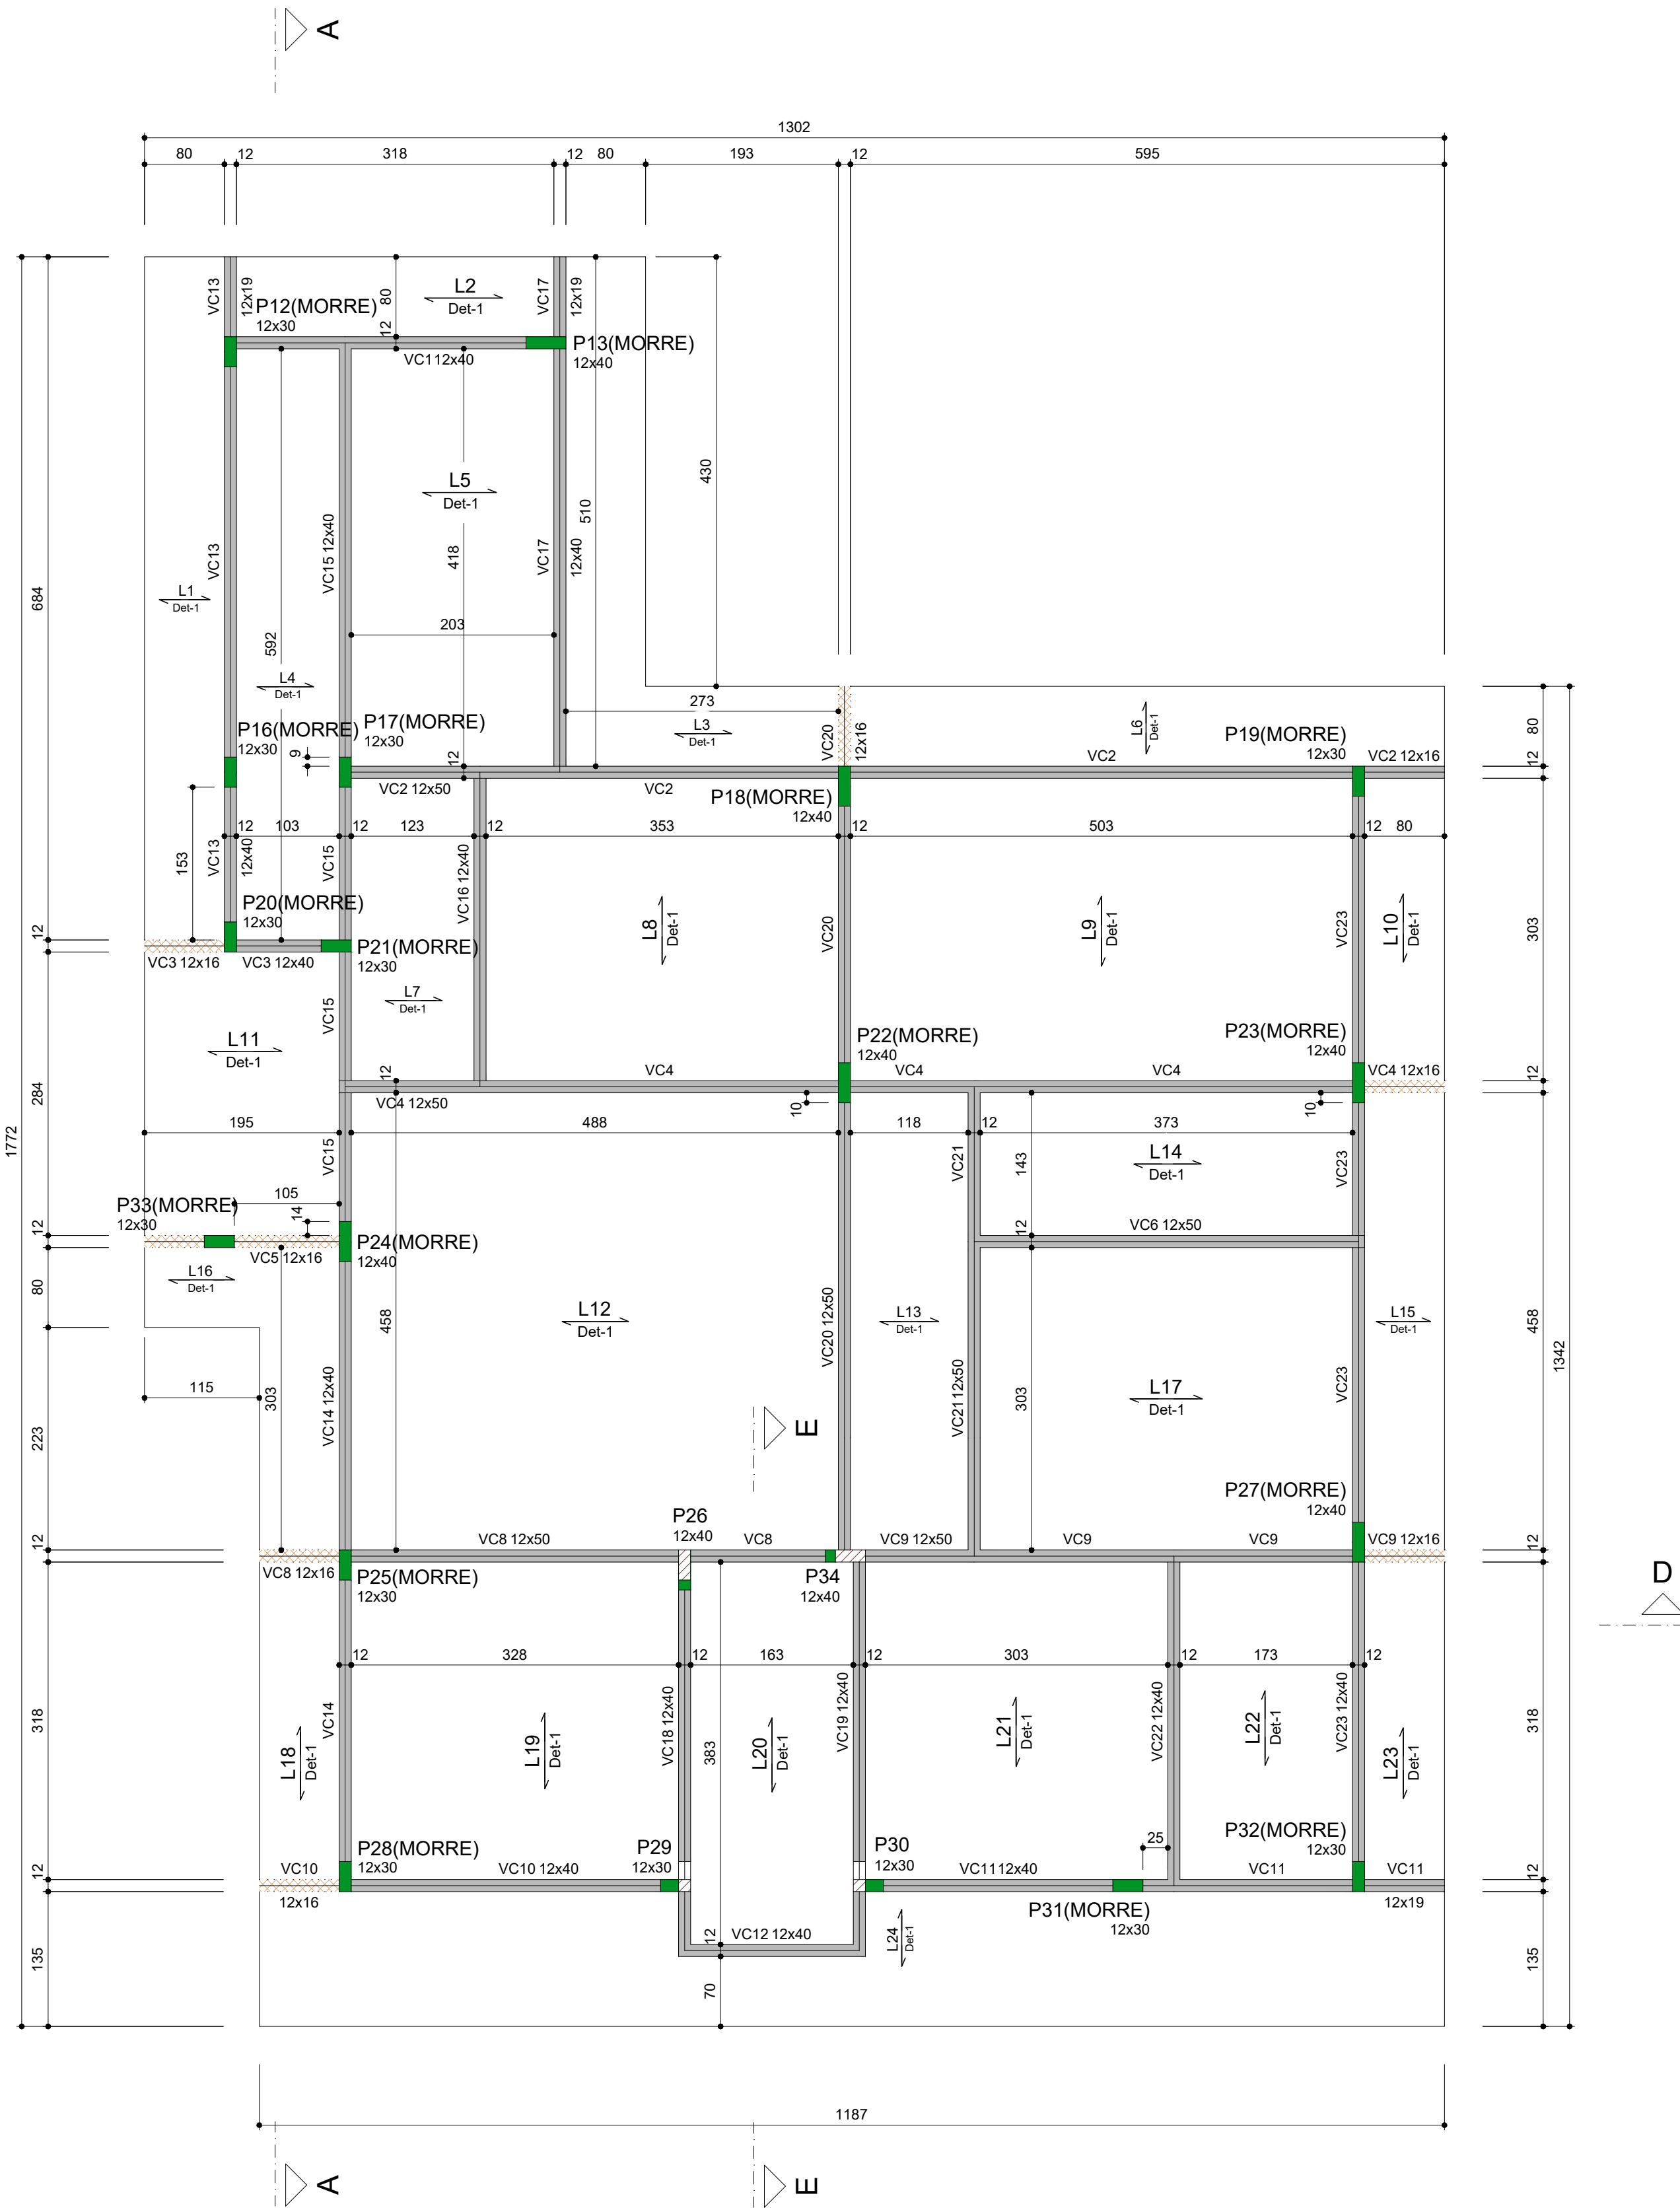 A
1302
80 12 318 12 80 193 12 595
VC13
12x19
P12(MORRE)
12x30
80
12
L2
Det-1
VC17
12x19
P13(MORRE)
12x40
VC1 12x40
430
510
L5
Det-1
418
VC13
VC15 12x40
VC17
12x40
684
L1
Det-1
592
203
L4
Det-1
273
L3
Det-1
VC20
12x16
L6
Det-1
80
P16(MORRE)
12x30
9
P17(MORRE)
12x30
12
P19(MORRE)
12x30
VC2
VC2 12x16
12
VC2 12x50
VC2
P18(MORRE)
12x40
12 103 12 123 12 353 12 503 12 80
153
VC13
12x40
VC15
VC16 12x40
L8
Det-1
VC20
L9
Det-1
VC23
L10
Det-1
303
P20(MORRE)
12x30
12
VC3 12x16
VC3 12x40
P21(MORRE)
12x30
L7
Det-1
VC15
L11
Det-1
P22(MORRE)
12x40
P23(MORRE)
12x40
12
VC4
VC4
VC4
VC4 12x16
12
VC4 12x50
10
10
284
1772
195 488 118 12 373
VC15
VC21
143
L14
Det-1
VC23
105
P33(MORRE)
12x30
14
12
VC5 12x16
P24(MORRE)
12x40
12
VC6 12x50
L16
Det-1
80
458
L12
Det-1
VC20 12x50
L13
Det-1
L15
Det-1
458
1342
115
303
VC14 12x40
VC21 12x50
303
L17
Det-1
VC23
223
E
P27(MORRE)
12x40
12
VC8 12x50
P26
12x40
VC8
VC9 12x50
VC9
VC9
VC9 12x16
12
VC8 12x16
P25(MORRE)
12x30
P34
12x40
D
12 328 12 163 12 303 12 173 12
318
L18
Det-1
VC14
L19
Det-1
VC18 12x40
383
L20
Det-1
VC19 12x40
L21
Det-1
VC22 12x40
L22
Det-1
VC23 12x40
L23
Det-1
318
P28(MORRE)
12x30
P29
12x30
P30
12x30
25
P32(MORRE)
12x30
12
VC10
12x16
VC10 12x40
VC11 12x40
VC11
VC11
12x19
12
P31(MORRE)
12x30
135
12
VC12 12x40
L24
Det-1
135
70
1187
A
E